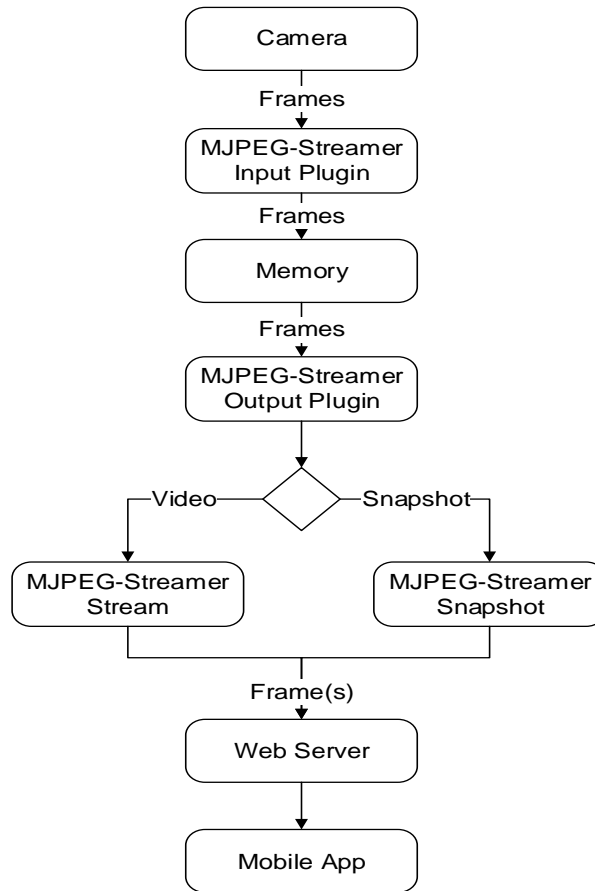 Camera
Frames
MJPEG-Streamer
Input Plugin
Frames
Memory
Frames
MJPEG-Streamer
Output Plugin
Video
Snapshot
MJPEG-Streamer
Stream
MJPEG-Streamer
Snapshot
Frame(s)
Web Server
Mobile App